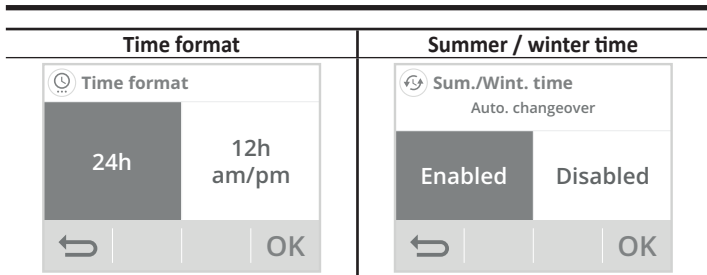 Time format
Summer / winter time
Time format
24h
12h
am/pm
OK
Sum./Wint. time
Auto. changeover
Enabled
Disabled
OK